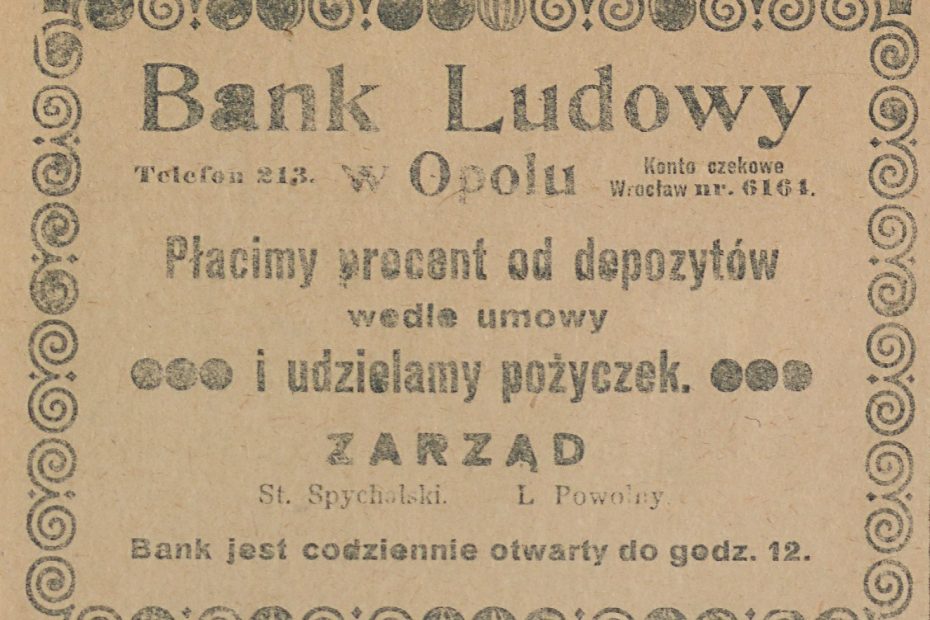 Bank Ludowy
Telefon 213. w Opolu Konto czekowe
Wrocław nr. 6164.
Płacimy procent od depozytów
wedle umowy
i udzielamy pożyczek.
ZARZĄD
St. Spychalski. L Powolny.
Bank jest codziennie otwarty do godz. 12.